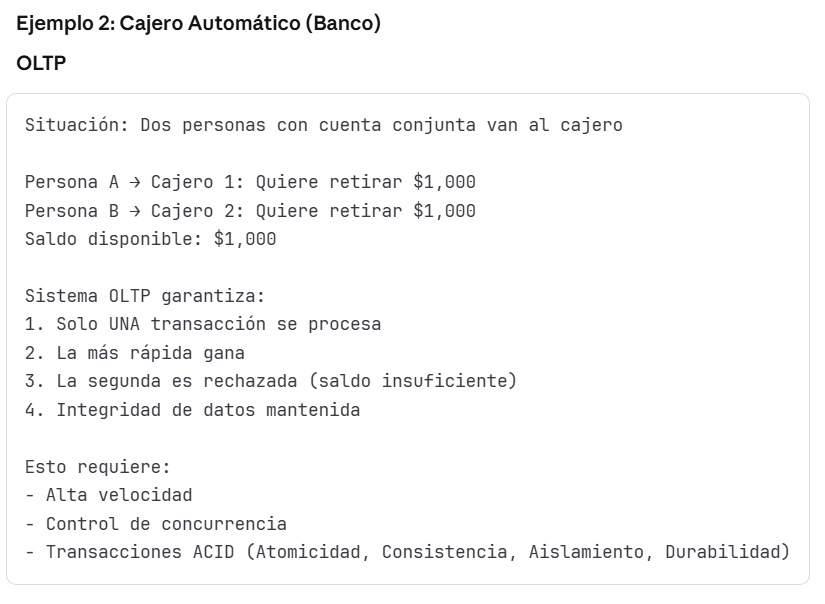 Ejemplo 2: Cajero Automático (Banco)
OLTP
Situación: Dos personas con cuenta conjunta van al cajero
Persona A → Cajero 1: Quiere retirar $1,000
Persona B → Cajero 2: Quiere retirar $1,000
Saldo disponible: $1,000
Sistema OLTP garantiza:
1. Solo UNA transacción se procesa
2. La más rápida gana
3. La segunda es rechazada (saldo insuficiente)
4. Integridad de datos mantenida
Esto requiere:
- Alta velocidad
- Control de concurrencia
- Transacciones ACID (Atomicidad, Consistencia, Aislamiento, Durabilidad)